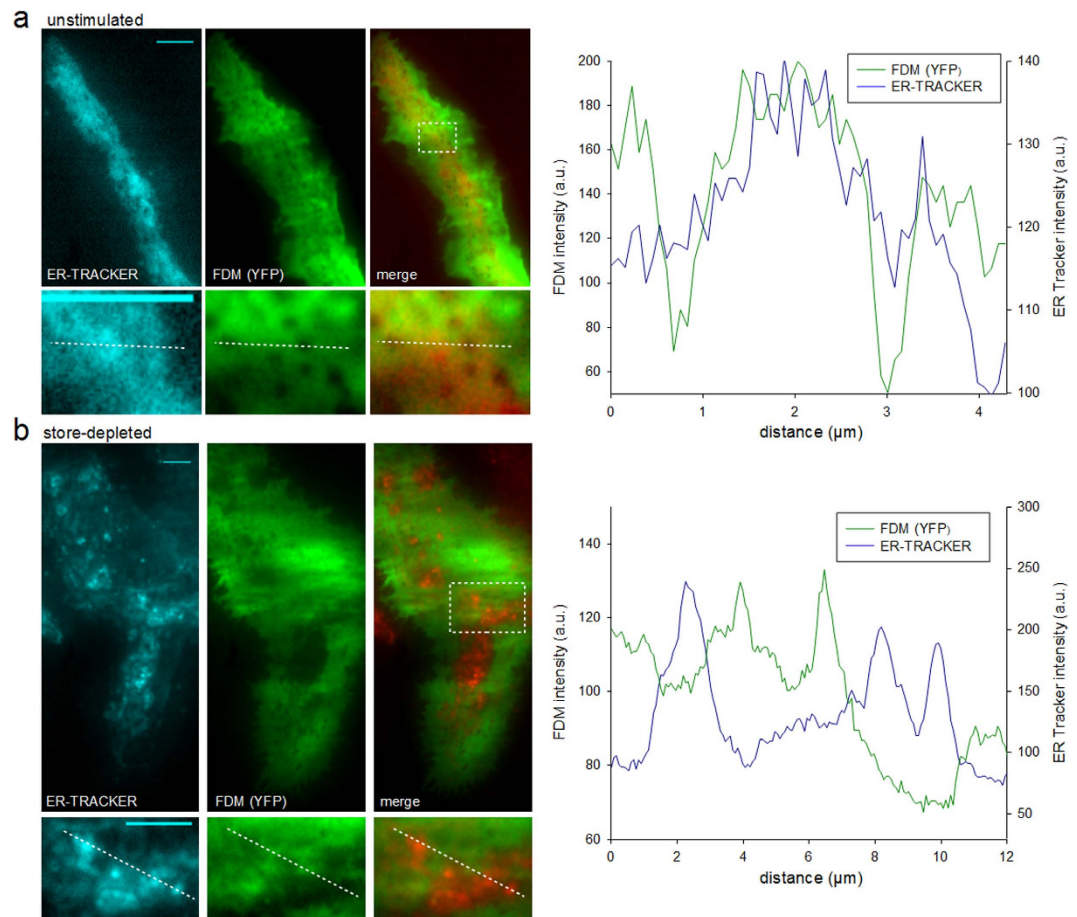 a
unstimulated
ER-TRACKER
FDM (YFP)
merge
FDM (YFP)
ER-TRACKER
200
180
160
140
120
100
80
60
FDM intensity (a.u.)
140
130
120
110
100
ER Tracker intensity (a.u.)
0 1 2 3 4
distance (µm)
b
store-depleted
ER-TRACKER
FDM (YFP)
merge
FDM (YFP)
ER-TRACKER
140
120
100
80
60
FDM intensity (a.u.)
300
250
200
150
100
50
ER Tracker intensity (a.u.)
0 2 4 6 8 10 12
distance (µm)